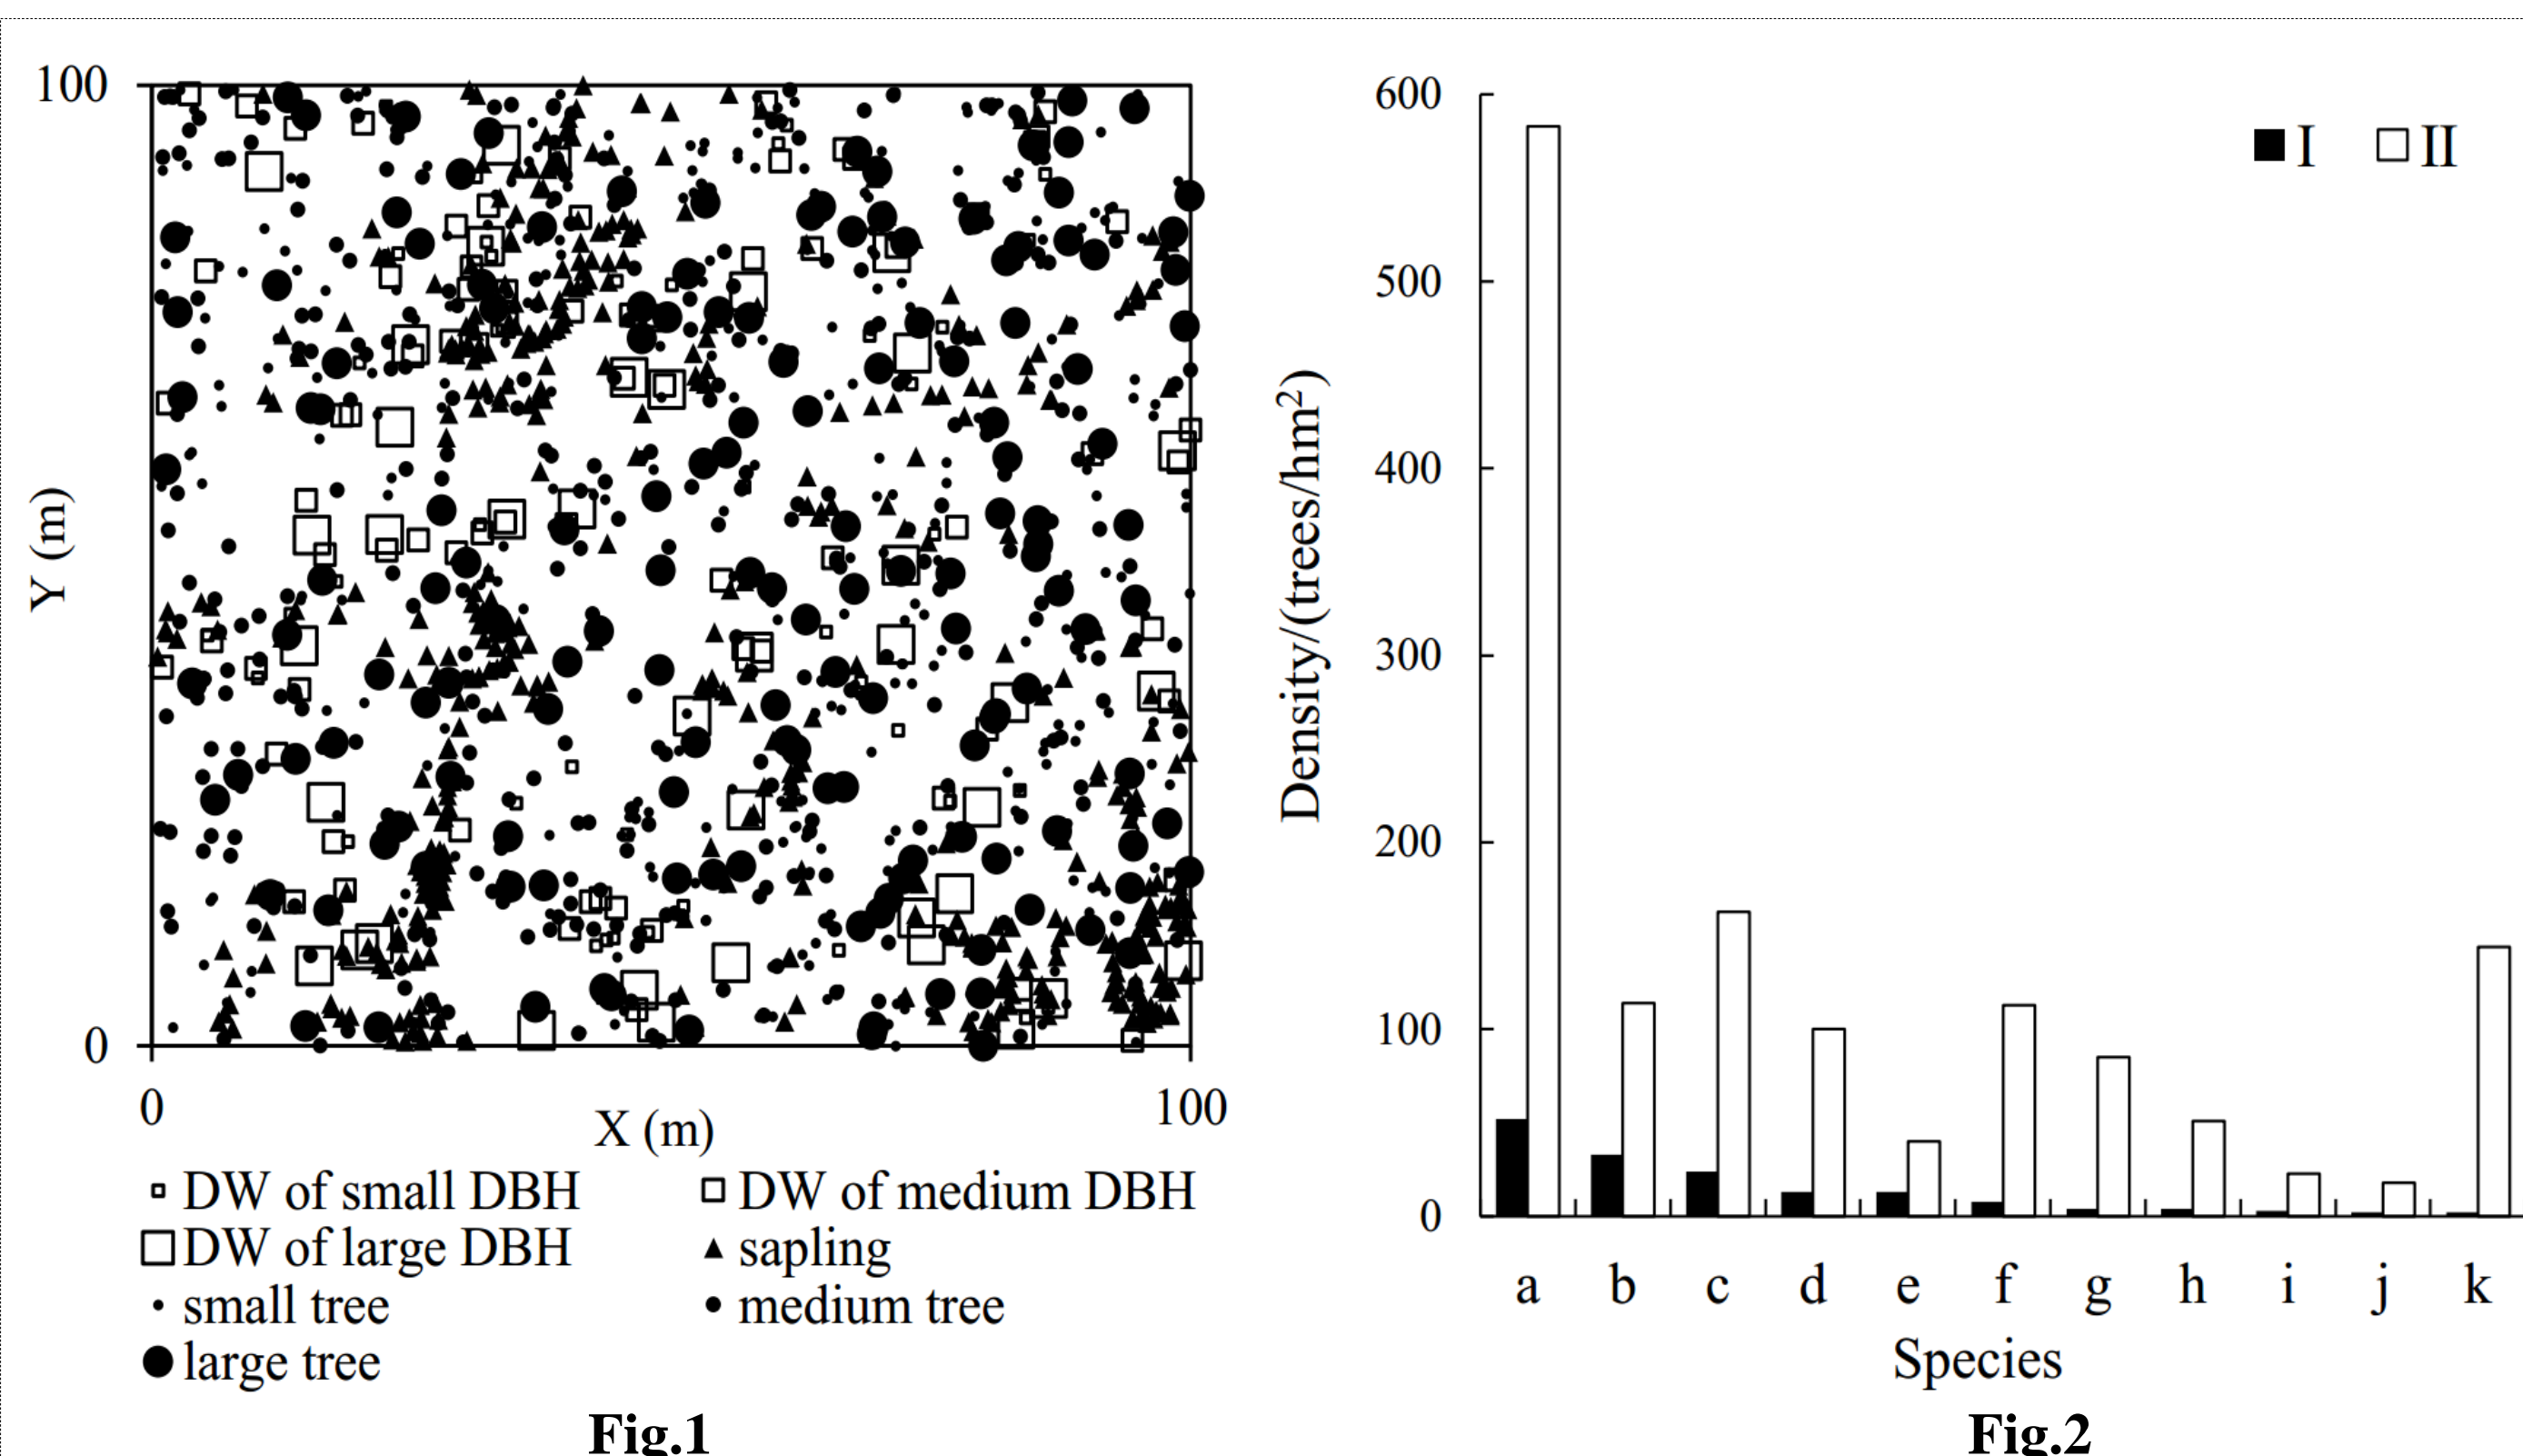 100
Y (m)
0
0
X (m)
100
DW of small DBH
DW of medium DBH
DW of large DBH
sapling
small tree
medium tree
large tree
Fig.1
600
500
400
300
200
100
0
Density/(trees/hm²)
I II
a b c d e f g h i j k
Species
Fig.2